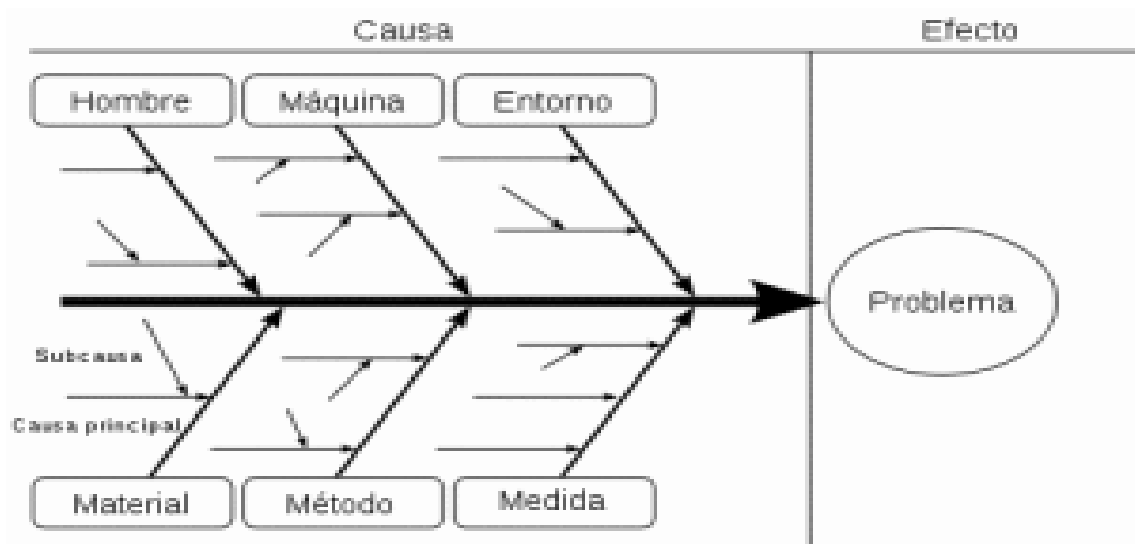 Causa
Efecto
Hombre
Máquina
Entorno
Problema
Subcausa
Causa principal
Material
Método
Medida